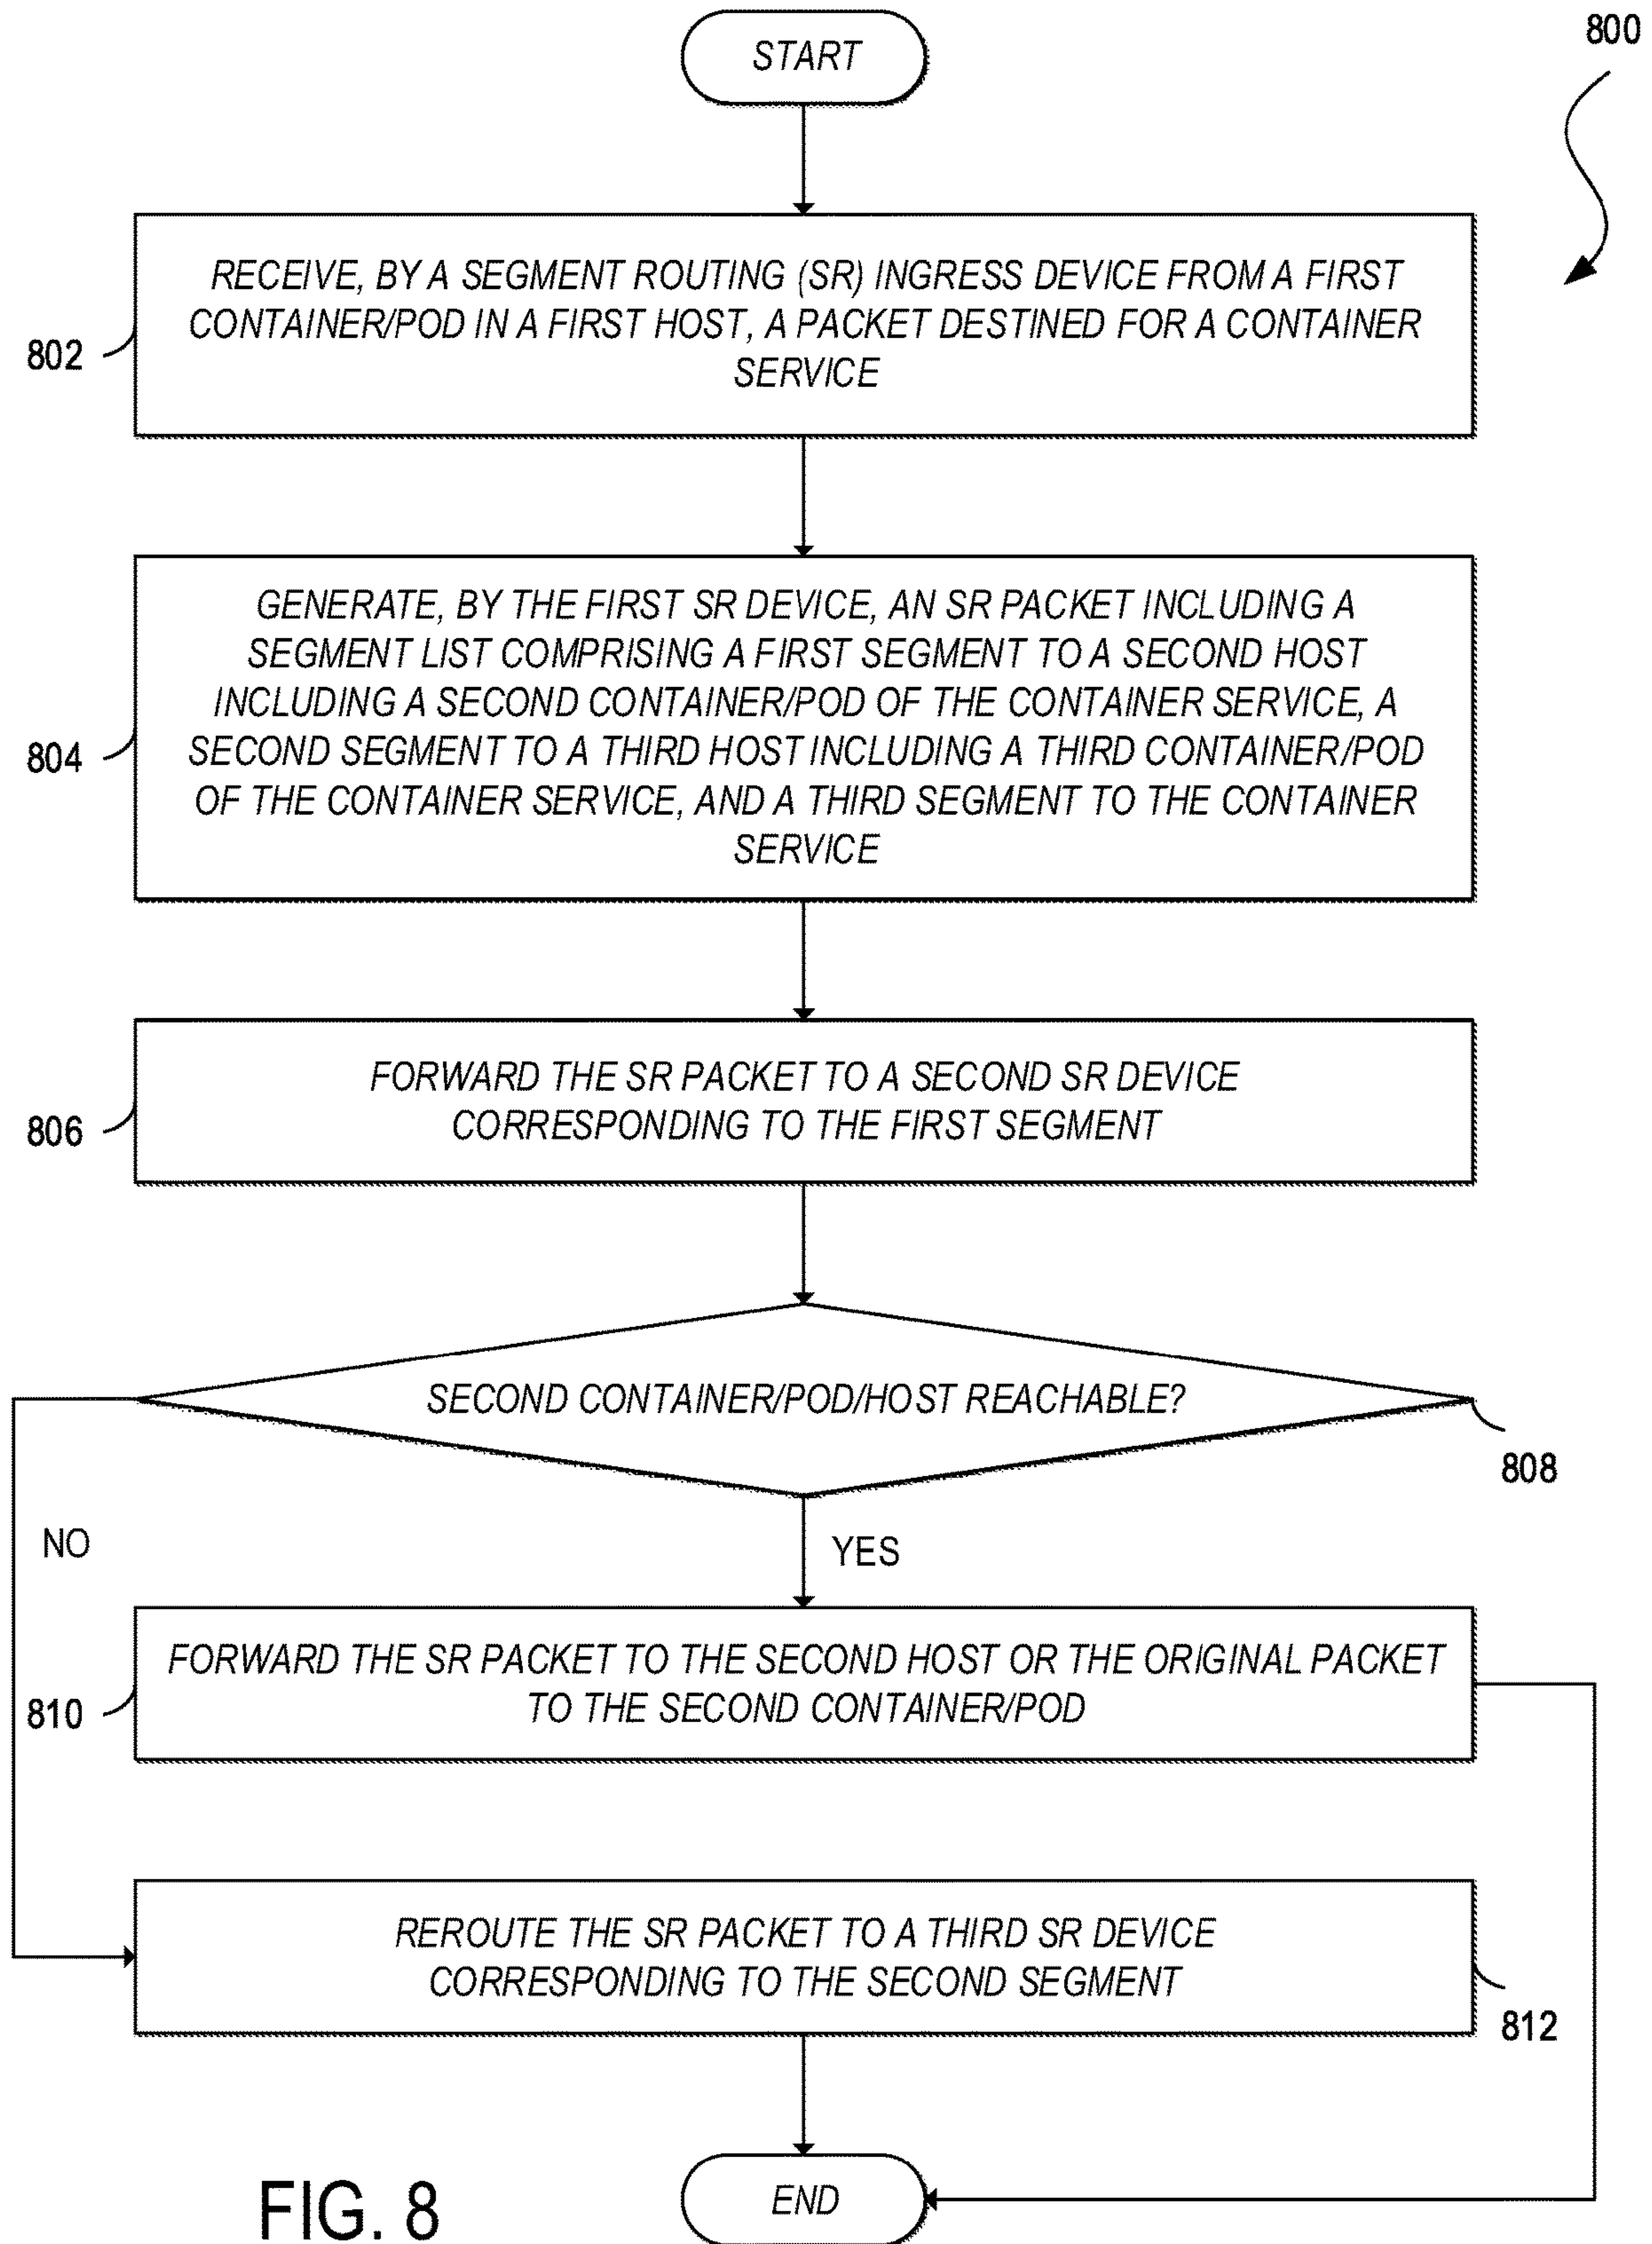 START
800
RECEIVE, BY A SEGMENT ROUTING (SR) INGRESS DEVICE FROM A FIRST
CONTAINER/POD IN A FIRST HOST, A PACKET DESTINED FOR A CONTAINER
SERVICE
802
GENERATE, BY THE FIRST SR DEVICE, AN SR PACKET INCLUDING A
SEGMENT LIST COMPRISING A FIRST SEGMENT TO A SECOND HOST
INCLUDING A SECOND CONTAINER/POD OF THE CONTAINER SERVICE, A
SECOND SEGMENT TO A THIRD HOST INCLUDING A THIRD CONTAINER/POD
OF THE CONTAINER SERVICE, AND A THIRD SEGMENT TO THE CONTAINER
SERVICE
804
FORWARD THE SR PACKET TO A SECOND SR DEVICE
CORRESPONDING TO THE FIRST SEGMENT
806
SECOND CONTAINER/POD/HOST REACHABLE?
808
NO
YES
FORWARD THE SR PACKET TO THE SECOND HOST OR THE ORIGINAL PACKET
TO THE SECOND CONTAINER/POD
810
REROUTE THE SR PACKET TO A THIRD SR DEVICE
CORRESPONDING TO THE SECOND SEGMENT
812
END
FIG. 8